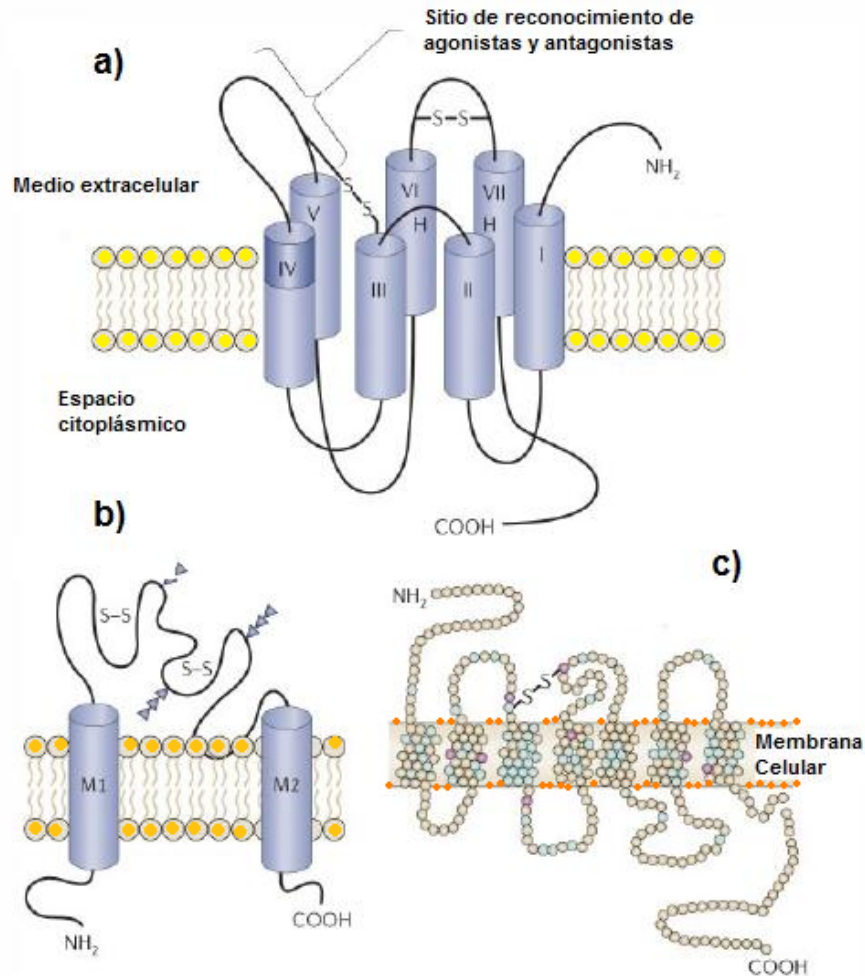 Sitio de reconocimiento de
agonistas y antagonistas
a)
S-S
NH2
Medio extracelular
S
S
VI
VII
V
H
H
I
IV
III
II
Espacio
citoplásmico
COOH
b)
c)
S-S
NH2
S-S
S-S
Membrana
Celular
M1
M2
COOH
NH2
COOH